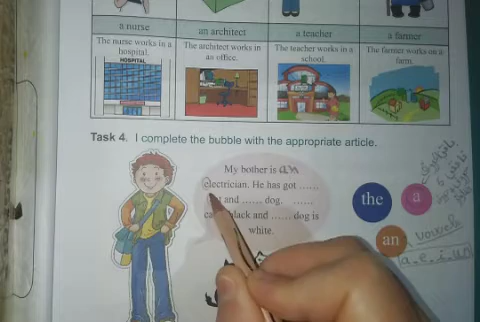 a nurse an architect a teacher a farmer
The nurse works in a The architect works in The teacher works in a The farmer works on a
hospital. an office. school. farm.
HOSPITAL
Task 4. I complete the bubble with the appropriate article.
My bother is an
electrician. He has got ......
and ...... dog. ......
black and ...... dog is
white.
the
a
an
vowels
a.e.i.